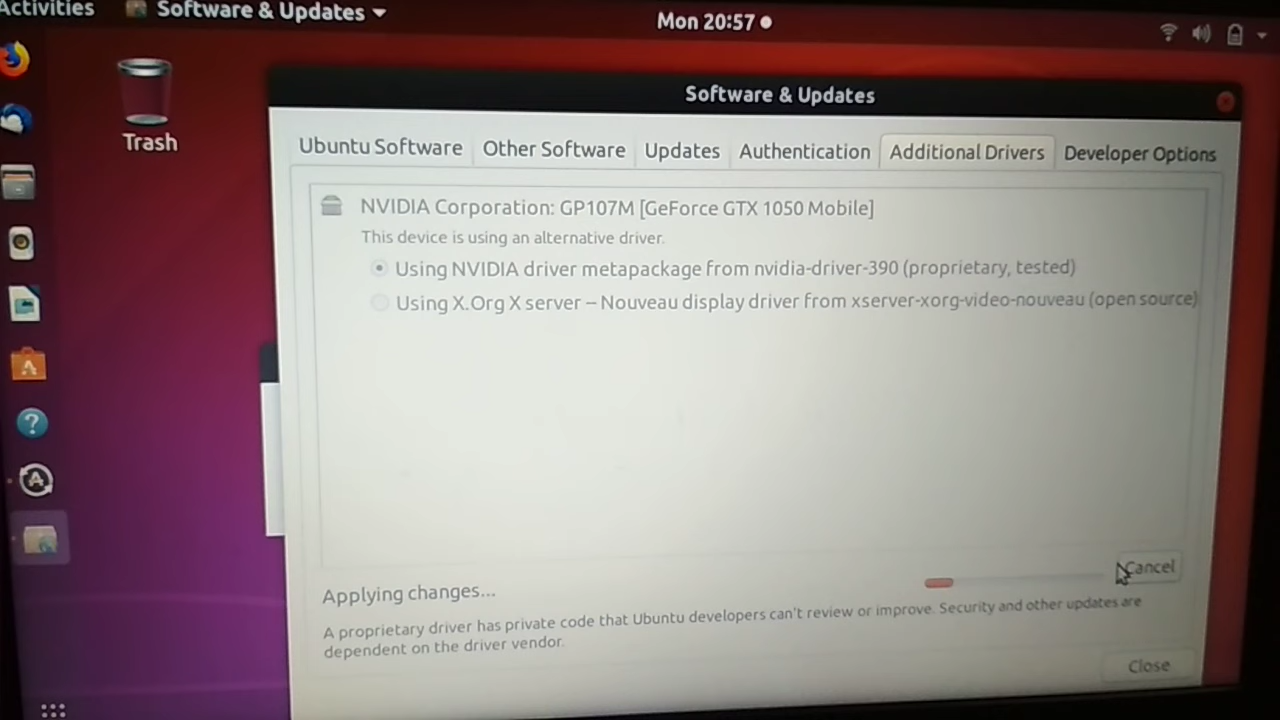 Activities
Software & Updates
Mon 20:57
Trash
Software & Updates
Ubuntu Software
Other Software
Updates
Authentication
Additional Drivers
Developer Options
NVIDIA Corporation: GP107M [GeForce GTX 1050 Mobile]
This device is using an alternative driver.
Using NVIDIA driver metapackage from nvidia-driver-390 (proprietary, tested)
Using X.Org X server – Nouveau display driver from xserver-xorg-video-nouveau (open source)
Cancel
Applying changes...
A proprietary driver has private code that Ubuntu developers can't review or improve. Security and other updates are
dependent on the driver vendor.
Close